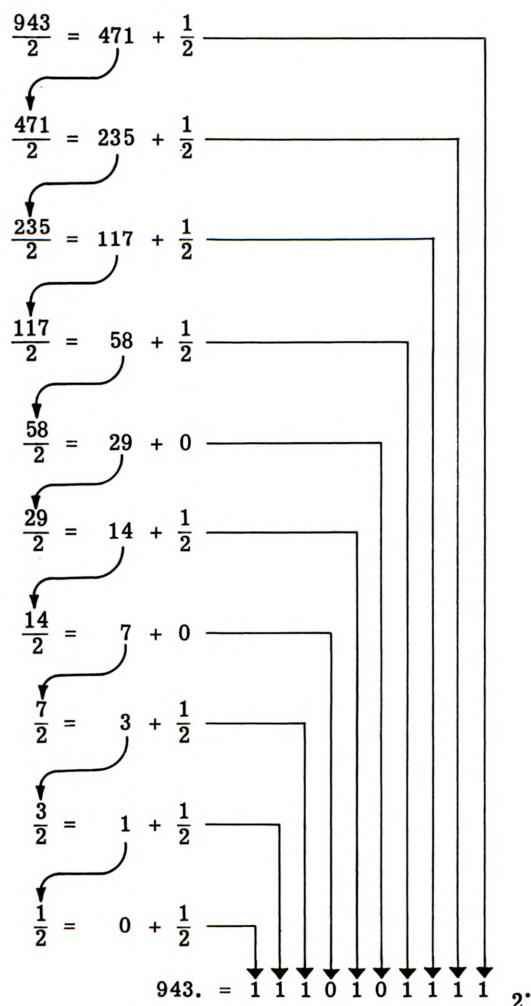 943/2 = 471 + 1/2
471/2 = 235 + 1/2
235/2 = 117 + 1/2
117/2 = 58 + 1/2
58/2 = 29 + 0
29/2 = 14 + 1/2
14/2 = 7 + 0
7/2 = 3 + 1/2
3/2 = 1 + 1/2
1/2 = 0 + 1/2
943. = 1 1 1 0 1 0 1 1 1 1 2.